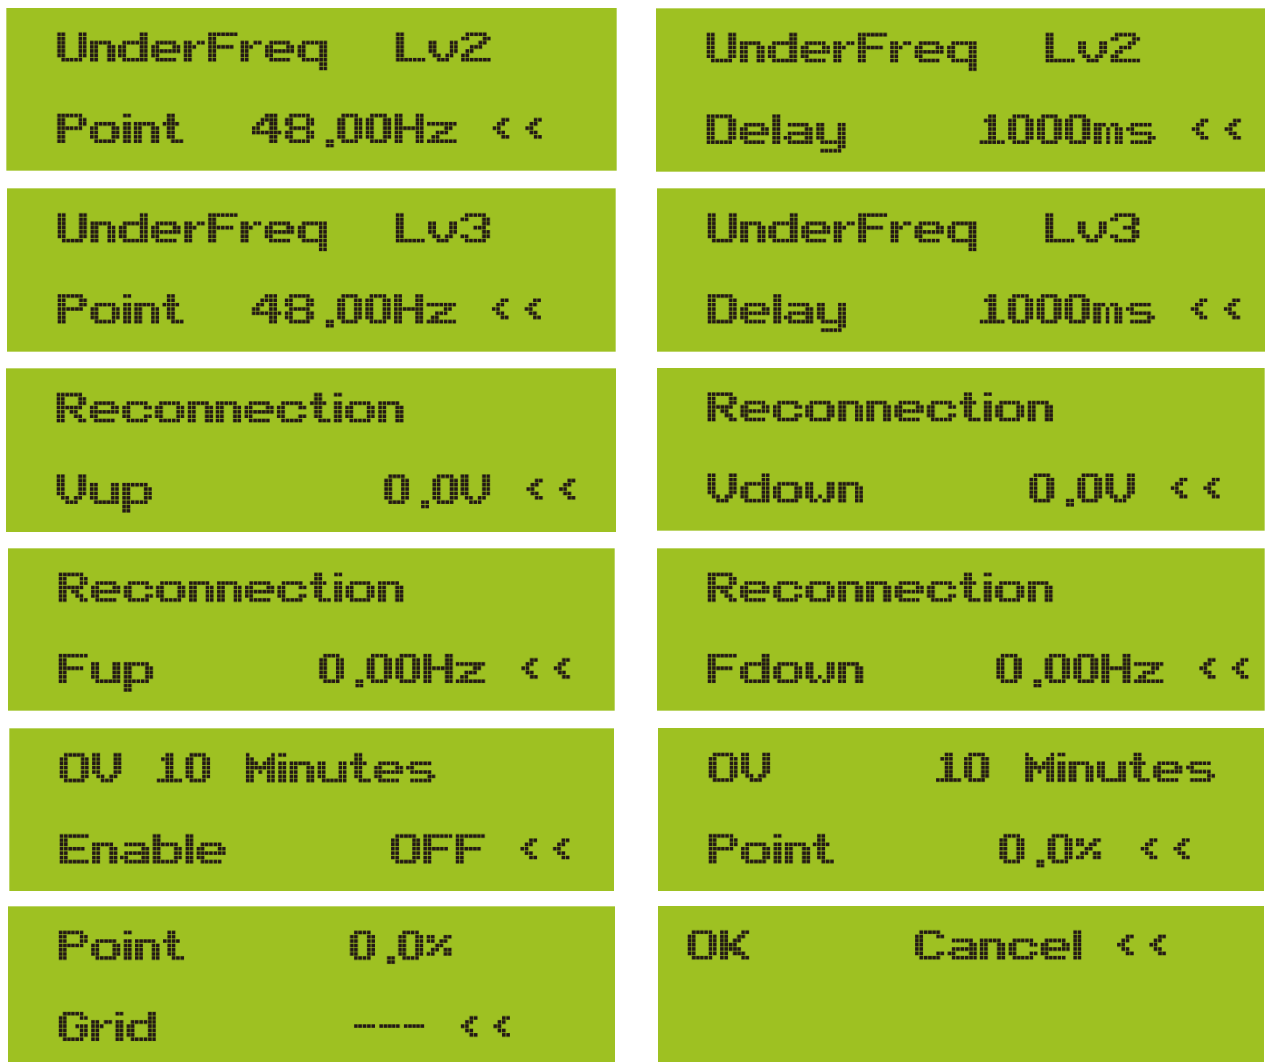 UnderFreq Lv2
Point 48.00Hz <<
UnderFreq Lv2
Delay 1000ms <<
UnderFreq Lv3
Point 48.00Hz <<
UnderFreq Lv3
Delay 1000ms <<
Reconnection
Vup 0.0V <<
Reconnection
Vdown 0.0V <<
Reconnection
Fup 0.00Hz <<
Reconnection
Fdown 0.00Hz <<
OV 10 Minutes
Enable OFF <<
OV 10 Minutes
Point 0.0% <<
Point 0.0%
Grid --- <<
OK Cancel <<